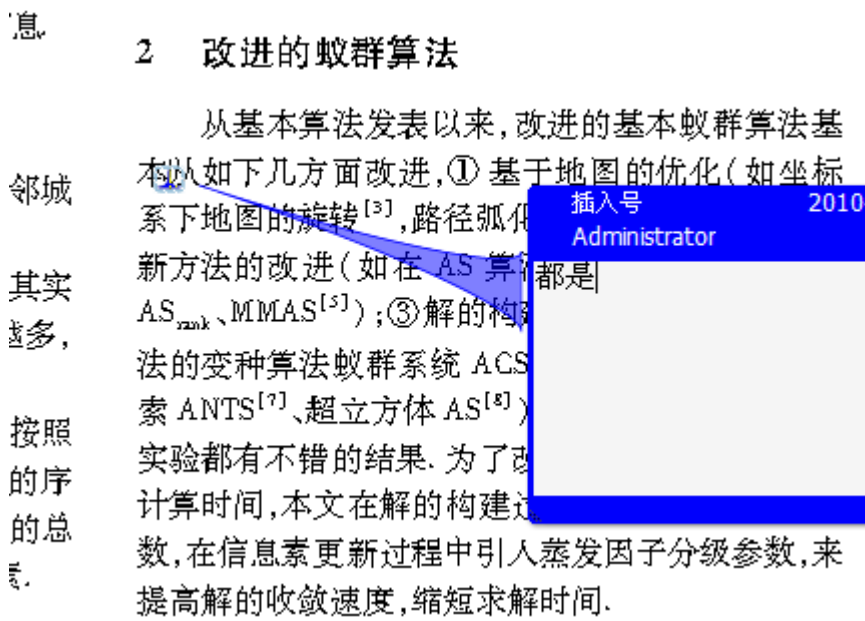 息
邻城
其实
越多,
按照
的序
的总
2 改进的蚁群算法
从基本算法发表以来,改进的基本蚁群算法基
本以如下几方面改进,① 基于地图的优化(如坐标
系下地图的旋转[3],路径弧化
新方法的改进(如在 AS 算法
ASrank、MMAS[5]);③解的构建
法的变种算法蚁群系统 ACS
索 ANTS[7]、超立方体 AS[8])
实验都有不错的结果. 为了改
计算时间,本文在解的构建过
数,在信息素更新过程中引入蒸发因子分级参数,来
提高解的收敛速度,缩短求解时间.
插入号 2010
Administrator
都是